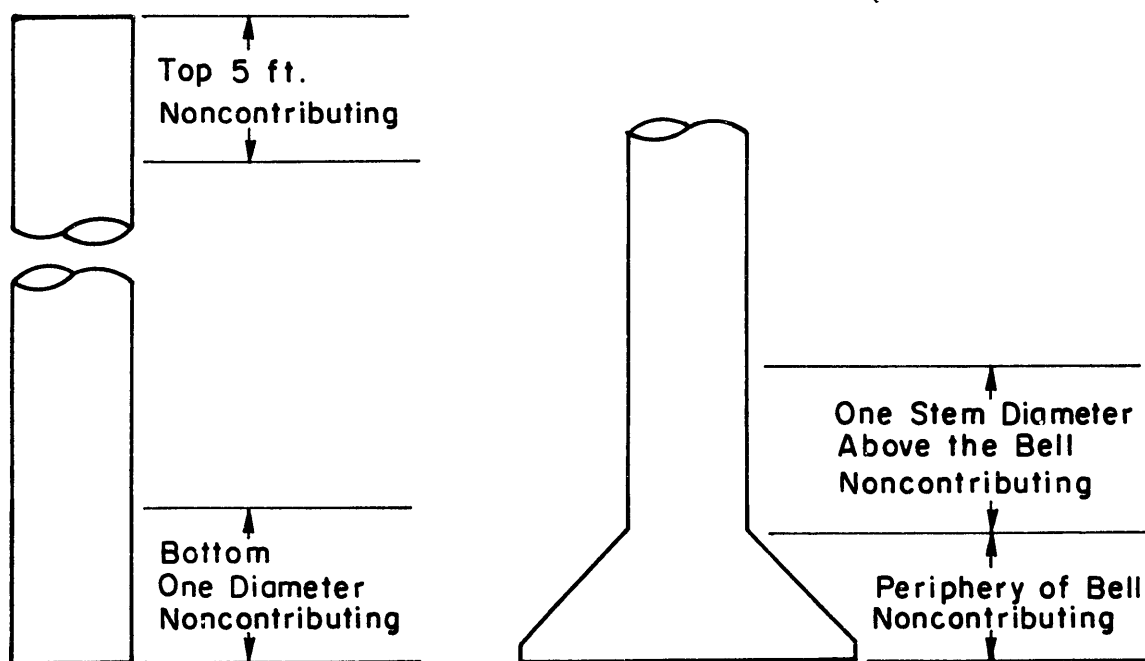 Top 5 ft.
Noncontributing
Bottom
One Diameter
Noncontributing
One Stem Diameter
Above the Bell
Noncontributing
Periphery of Bell
Noncontributing